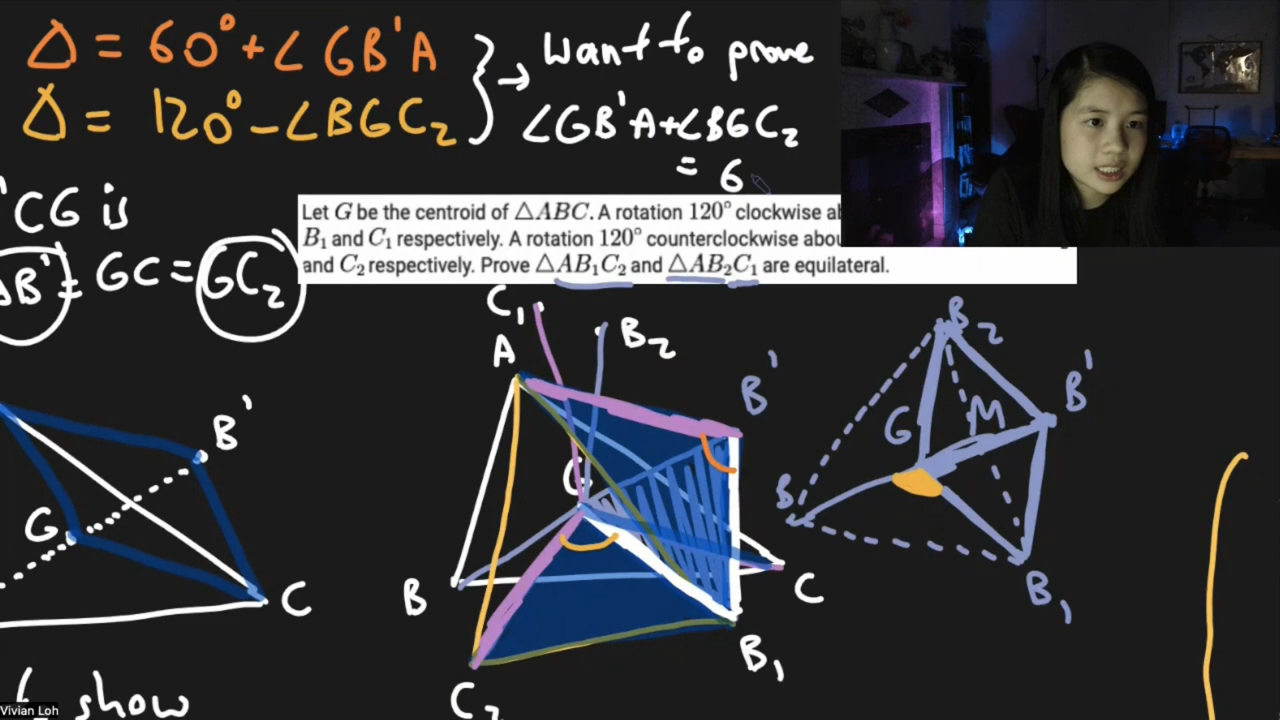 Δ = 60° + ∠GB'A
Δ = 120° - ∠BGC₂
→ Want to prove
∠GB'A + ∠BGC₂
= 6
'CG is
AB' = GC = GC₂
Let G be the centroid of △ABC. A rotation 120° clockwise
B₁ and C₁ respectively. A rotation 120° counterclockwise
and C₂ respectively. Prove △AB₁C₂ and △AB₂C₁ are equilateral.
B'
G
C
show
C₁
B₂
A
B'
G
B
C
B₁
C₂
B₂
B'
G
M
B
B₁
Vivian Loh